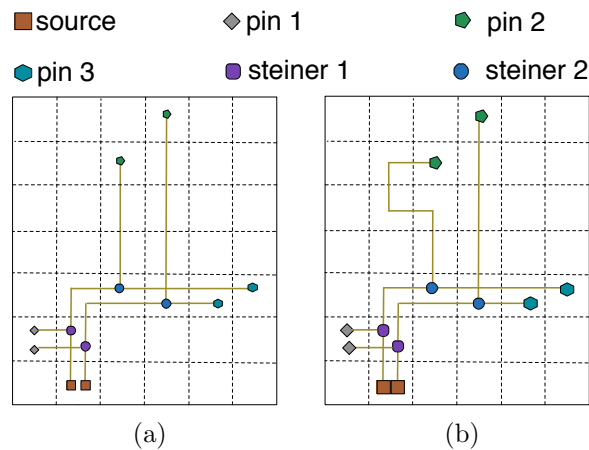 source pin 1 pin 2
pin 3 steiner 1 steiner 2
(a) (b)